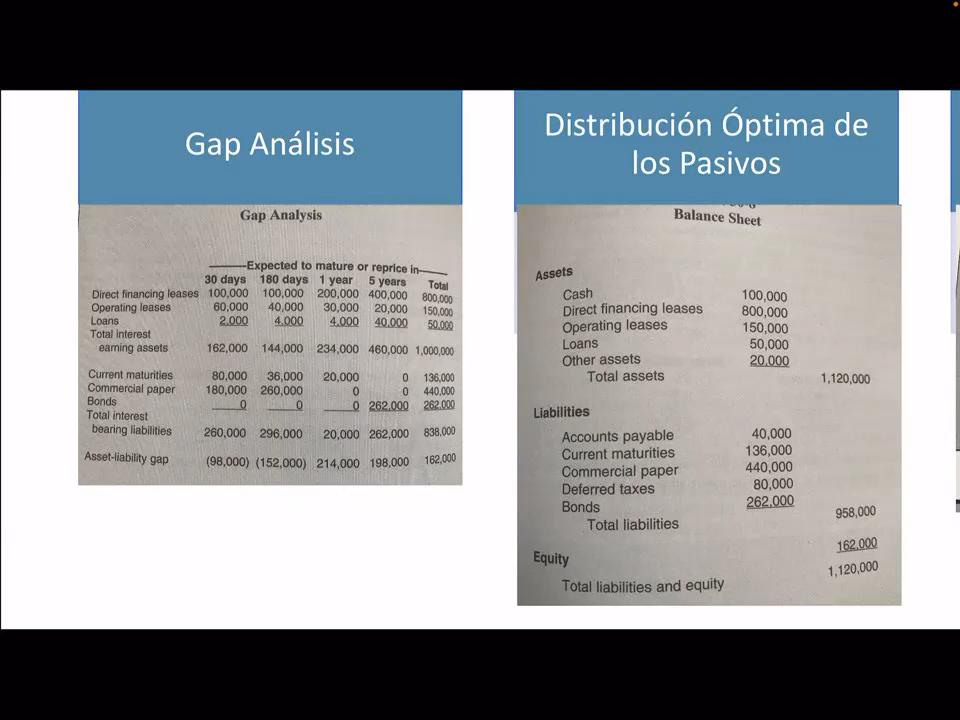 Gap Análisis
Gap Analysis
Expected to mature or reprice in
30 days 180 days 1 year 5 years Total
Direct financing leases 100,000 100,000 200,000 400,000 800,000
Operating leases 60,000 40,000 30,000 20,000 150,000
Loans 2,000 4,000 4,000 40,000 50,000
Total interest
earning assets 162,000 144,000 234,000 460,000 1,000,000
Current maturities 80,000 36,000 20,000 0 136,000
Commercial paper 180,000 260,000 0 0 440,000
Bonds 0 0 0 262,000 262,000
Total interest
bearing liabilities 260,000 296,000 20,000 262,000 838,000
Asset-liability gap (98,000) (152,000) 214,000 198,000 162,000
Distribución Óptima de
los Pasivos
Balance Sheet
Assets
Cash 100,000
Direct financing leases 800,000
Operating leases 150,000
Loans 50,000
Other assets 20,000
Total assets 1,120,000
Liabilities
Accounts payable 40,000
Current maturities 136,000
Commercial paper 440,000
Deferred taxes 80,000
Bonds 262,000
Total liabilities 958,000
Equity 162,000
Total liabilities and equity 1,120,000